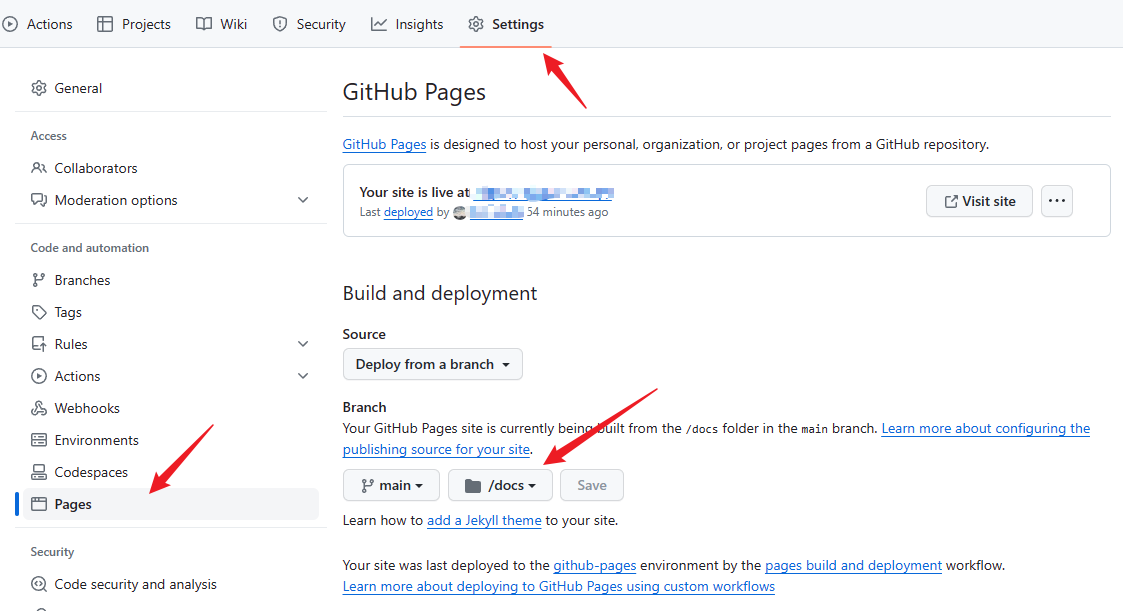 Actions Projects Wiki Security Insights Settings
General
Access
Collaborators
Moderation options
Code and automation
Branches
Tags
Rules
Actions
Webhooks
Environments
Codespaces
Pages
Security
Code security and analysis
GitHub Pages
GitHub Pages is designed to host your personal, organization, or project pages from a GitHub repository.
Your site is live at
Last deployed by 54 minutes ago
Visit site
Build and deployment
Source
Deploy from a branch
Branch
Your GitHub Pages site is currently being built from the /docs folder in the main branch. Learn more about configuring the
publishing source for your site.
main /docs Save
Learn how to add a Jekyll theme to your site.
Your site was last deployed to the github-pages environment by the pages build and deployment workflow.
Learn more about deploying to GitHub Pages using custom workflows